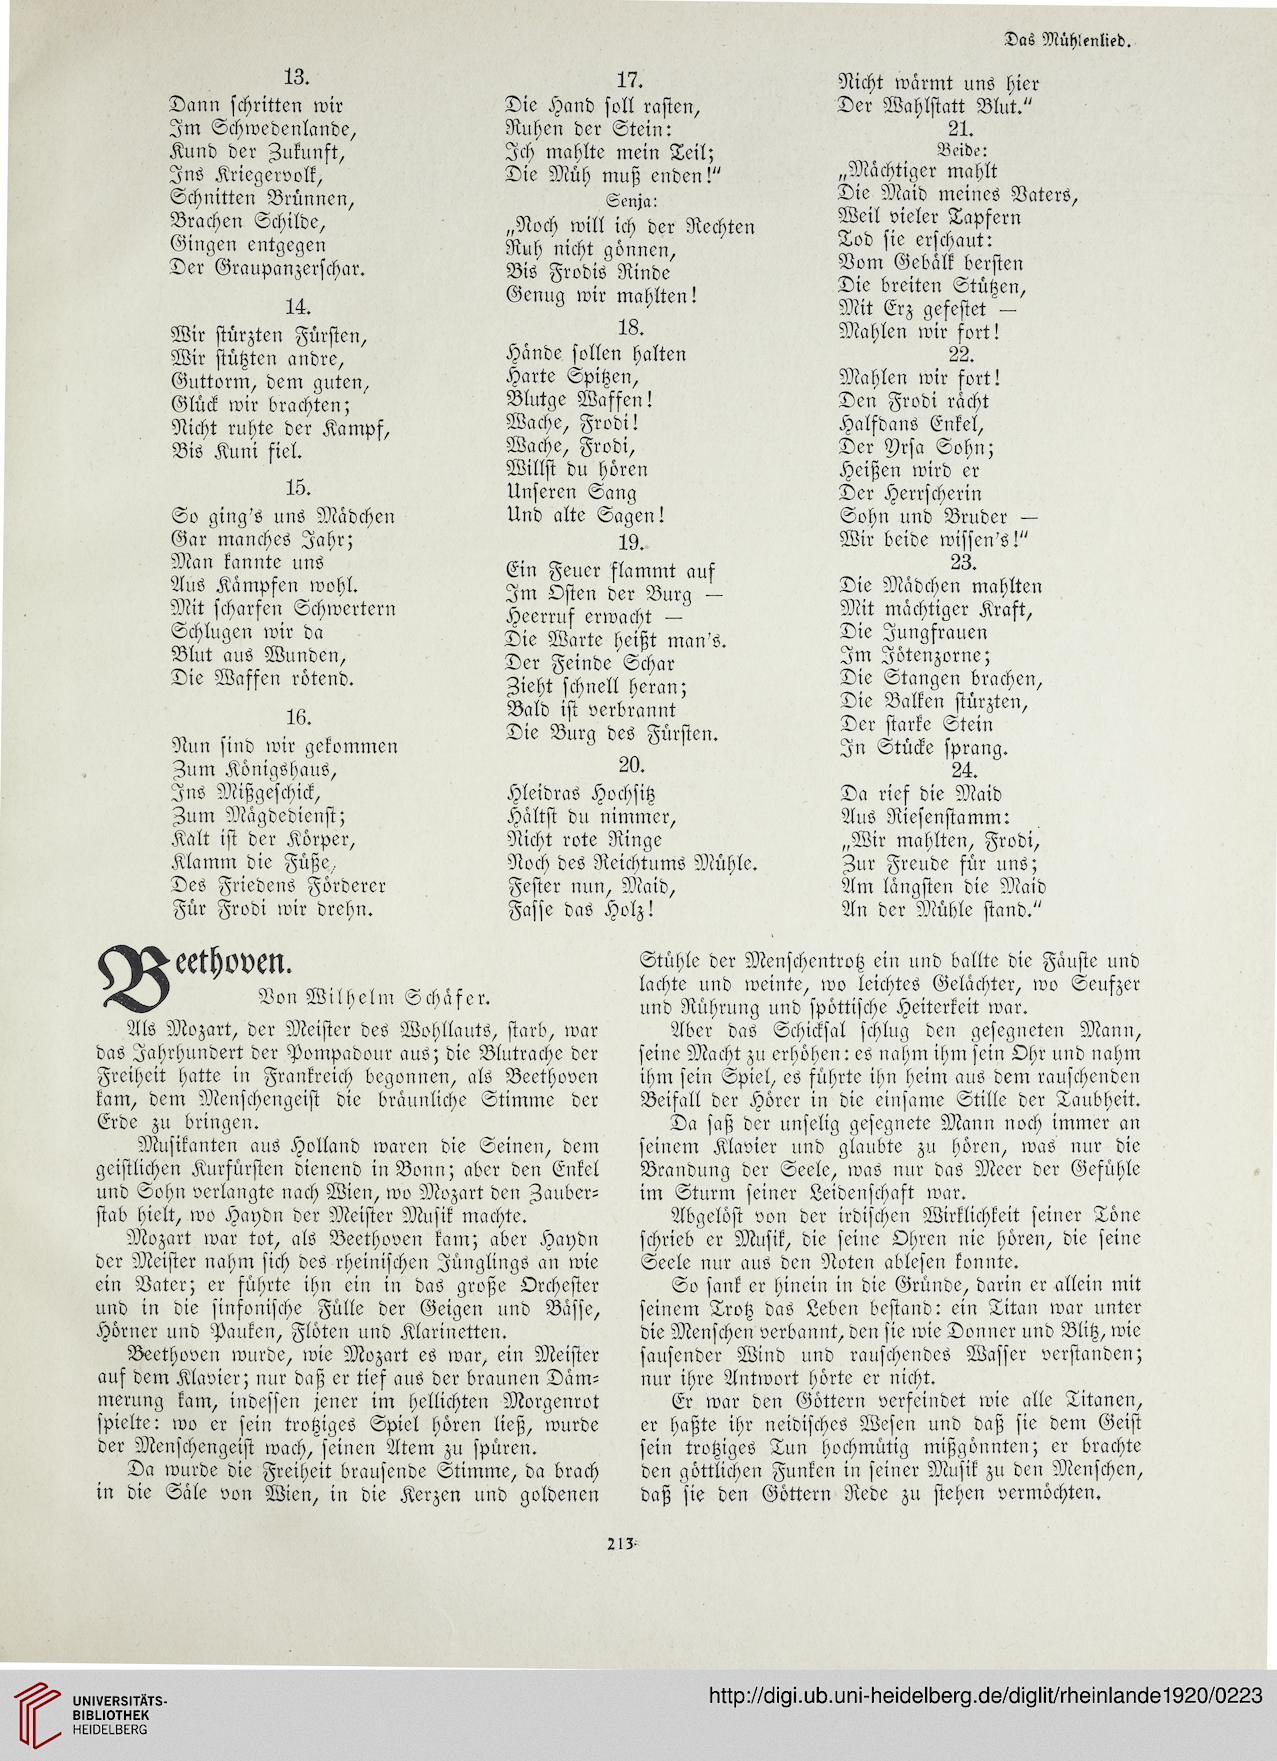 Das Mühlenlied.
13.
Dann schritten wir
Im Schwedenlande,
Kund der Zukunft,
Ins Kriegervolk,
Schnitten Brünnen,
Brachen Schilde,
Gingen entgegen
Der Graupanzerschar.
14.
Wir stürzten Fürsten,
Wir stützten andre,
Guttorm, dem guten,
Glück wir brachten;
Nicht ruhte der Kampf,
Bis Kuni fiel.
15.
So ging's uns Mädchen
Gar manches Jahr;
Man kannte uns
Aus Kämpfen wohl.
Mit scharfen Schwertern
Schlugen wir da
Blut aus Wunden,
Die Waffen rötend.
16.
Nun sind wir gekommen
Zum Königshaus,
Ins Mißgeschick,
Zum Mägdedienst;
Kalt ist der Körper,
Klamm die Füße,
Des Friedens Förderer
Für Frodi wir drehn.
17.
Die Hand soll rasten,
Ruhen der Stein:
Ich mahlte mein Teil;
Die Müh muß enden!"
Senja:
„Noch will ich der Rechten
Ruh nicht gönnen,
Bis Frodis Rinde
Genug wir mahlten!
18.
Hände sollen halten
Harte Spitzen,
Blutge Waffen!
Wache, Frodi!
Wache, Frodi,
Willst du hören
Unseren Sang
Und alte Sagen!
19.
Ein Feuer flammt auf
Im Osten der Burg —
Heerruf erwacht —
Die Warte heißt man's.
Der Feinde Schar
Zieht schnell heran;
Bald ist verbrannt
Die Burg des Fürsten.
20.
Hleidras Hochsitz
Hältst du nimmer,
Nicht rote Ringe
Noch des Reichtums Mühle.
Fester nun, Maid,
Fasse das Holz!
Nicht wärmt uns hier
Der Wahlstatt Blut."
21.
Beide:
„Mächtiger mahlt
Die Maid meines Vaters,
Weil vieler Tapfern
Tod sie erschaut:
Vom Gebälk bersten
Die breiten Stützen,
Mit Erz gefestet —
Mahlen wir fort!
22.
Mahlen wir fort!
Den Frodi rächt
Halfdans Enkel,
Der Yrsa Sohn;
Heißen wird er
Der Herrscherin
Sohn und Bruder —
Wir beide wissen's!"
23.
Die Mädchen mahlten
Mit mächtiger Kraft,
Die Jungfrauen
Im Jötenzorne;
Die Stangen brachen,
Die Balken stürzten,
Der starke Stein
In Stücke sprang.
24.
Da rief die Maid
Aus Riesenstamm:
„Wir mahlten, Frodi,
Zur Freude für uns;
Am längsten die Maid
An der Mühle stand."
Beethoven.
Von Wilhelm Schäfer.
Als Mozart, der Meister des Wohllauts, starb, war
das Jahrhundert der Pompadour aus; die Blutrache der
Freiheit hatte in Frankreich begonnen, als Beethoven
kam, dem Menschengeist die bräunliche Stimme der
Erde zu bringen.
Musikanten aus Holland waren die Seinen, dem
geistlichen Kurfürsten dienend in Bonn; aber den Enkel
und Sohn verlangte nach Wien, wo Mozart den Zauber-
stab hielt, wo Haydn der Meister Musik machte.
Mozart war tot, als Beethoven kam; aber Haydn
der Meister nahm sich des rheinischen Jünglings an wie
ein Vater; er führte ihn ein in das große Orchester
und in die sinfonische Fülle der Geigen und Bässe,
Hörner und Pauken, Flöten und Klarinetten.
Beethoven wurde, wie Mozart es war, ein Meister
auf dem Klavier; nur daß er tief aus der braunen Däm-
merung kam, indessen jener im hellichten Morgenrot
spielte: wo er sein trotziges Spiel hören ließ, wurde
der Menschengeist wach, seinen Atem zu spüren.
Da wurde die Freiheit brausende Stimme, da brach
in die Säle von Wien, in die Kerzen und goldenen
Stühle der Menschentrotz ein und ballte die Fäuste und
lachte und weinte, wo leichtes Gelächter, wo Seufzer
und Rührung und spöttische Heiterkeit war.
Aber das Schicksal schlug den gesegneten Mann,
seine Macht zu erhöhen: es nahm ihm sein Ohr und nahm
ihm sein Spiel, es führte ihn heim aus dem rauschenden
Beifall der Hörer in die einsame Stille der Taubheit.
Da saß der unselig gesegnete Mann noch immer an
seinem Klavier und glaubte zu hören, was nur die
Brandung der Seele, was nur das Meer der Gefühle
im Sturm seiner Leidenschaft war.
Abgelöst von der irdischen Wirklichkeit seiner Töne
schrieb er Musik, die seine Ohren nie hören, die seine
Seele nur aus den Noten ablesen konnte.
So sank er hinein in die Gründe, darin er allein mit
seinem Trotz das Leben bestand: ein Titan war unter
die Menschen verbannt, den sie wie Donner und Blitz, wie
sausender Wind und rauschendes Wasser verstanden;
nur ihre Antwort hörte er nicht.
Er war den Göttern verfeindet wie alle Titanen,
er haßte ihr neidisches Wesen und daß sie dem Geist
sein trotziges Tun hochmütig mißgönnten; er brachte
den göttlichen Funken in seiner Musik zu den Menschen,
daß sie den Göttern Rede zu stehen vermöchten.
213
UNIVERSITÄTS-
BIBLIOTHEK
HEIDELBERG
http://digi.ub.uni-heidelberg.de/diglit/rheinlande1920/0223